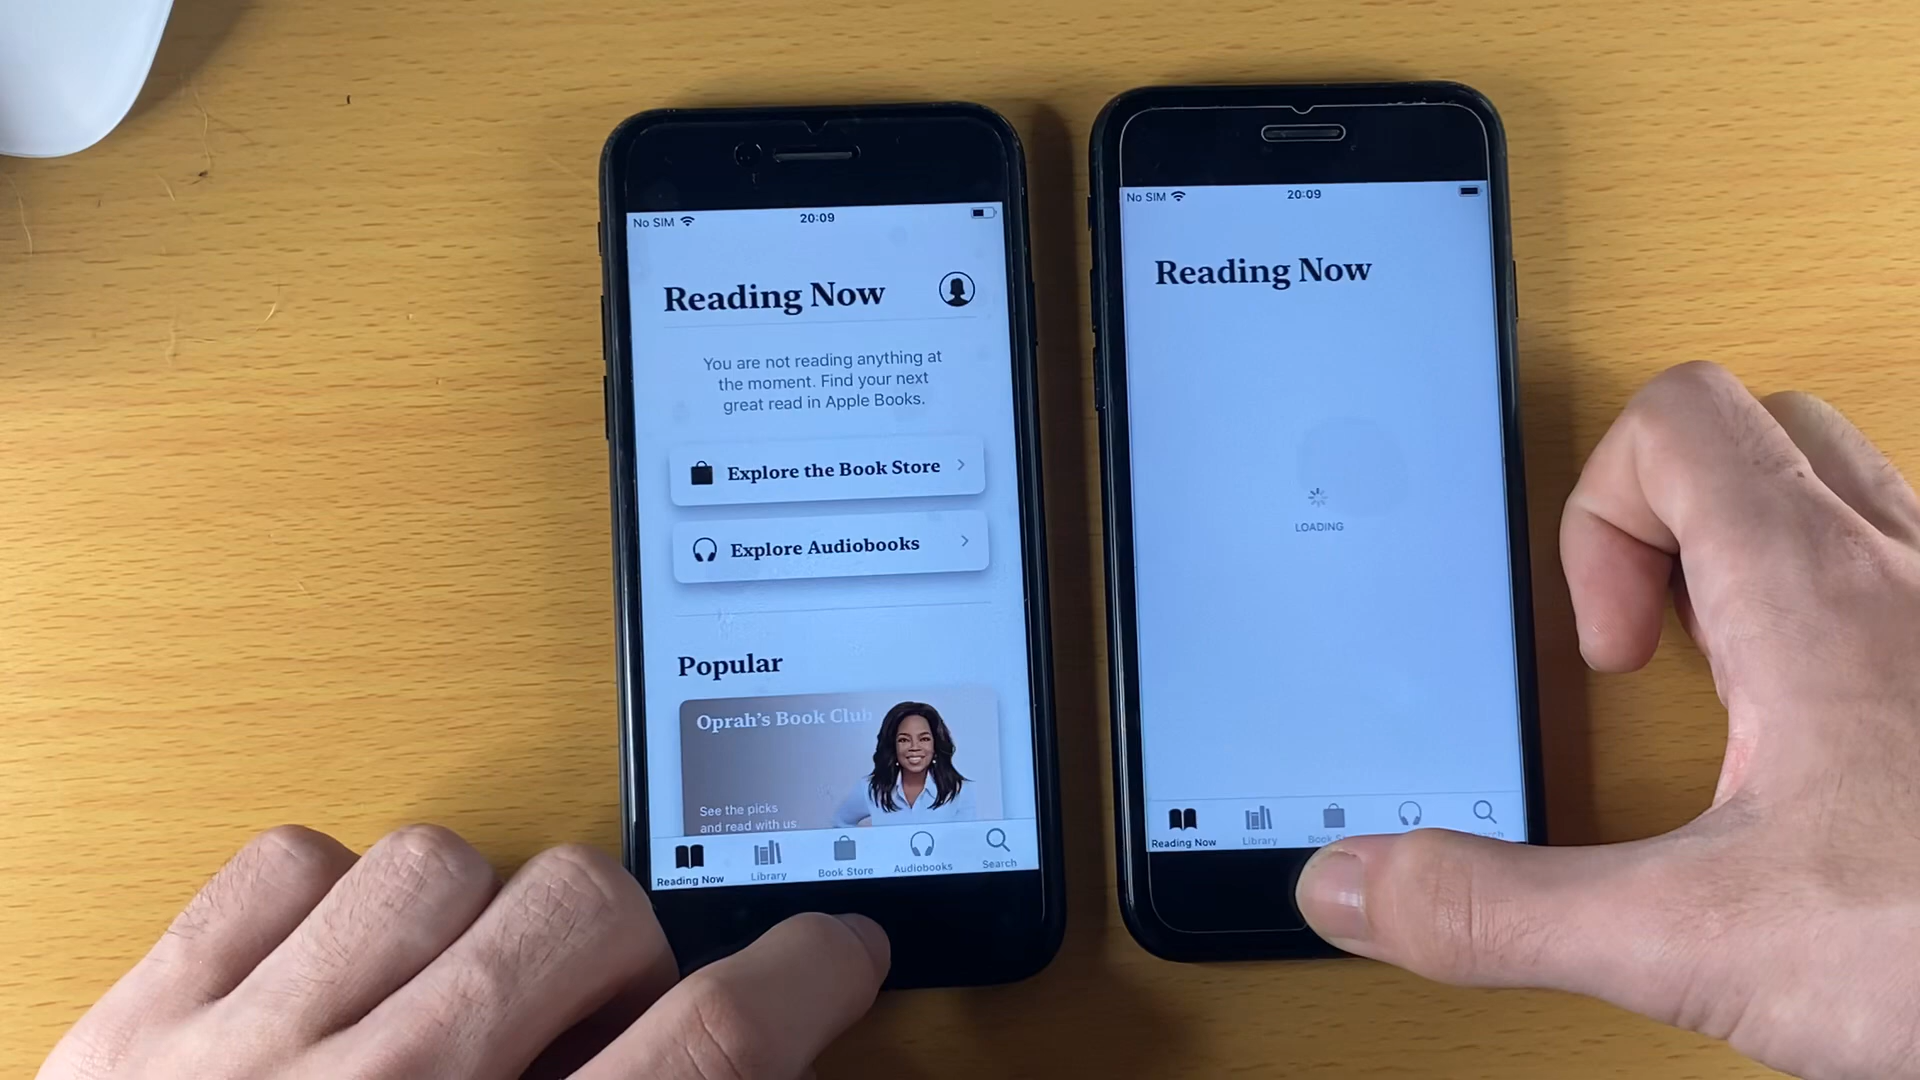 No SIM
20:09
Reading Now
You are not reading anything at
the moment. Find your next
great read in Apple Books.
Explore the Book Store
Explore Audiobooks
Popular
Oprah's Book Club
See the picks
and read with us.
Reading Now
Library
Book Store
Audiobooks
Search
No SIM
20:09
Reading Now
LOADING
Reading Now
Library
Book